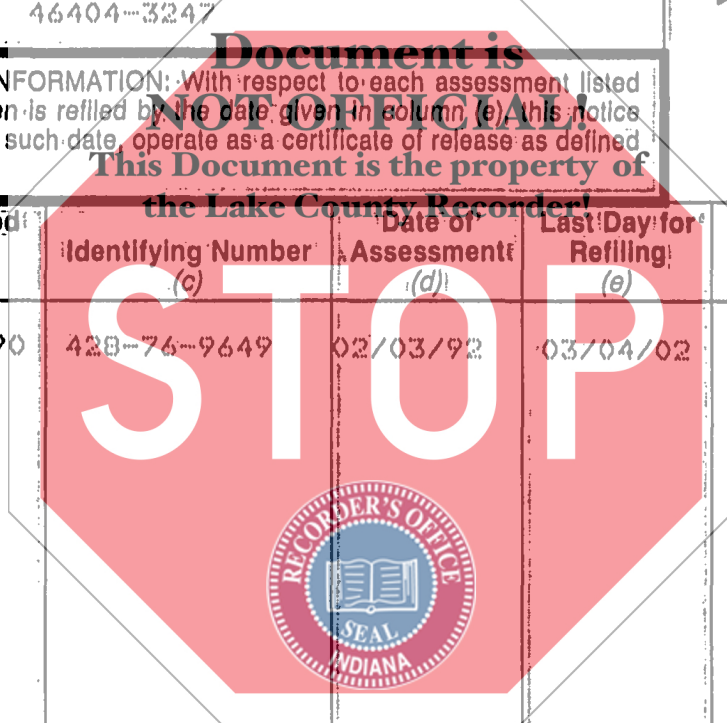 46404-3247
Document is
NFORMATION: With respect to each assessment listed
NOT OFFICIAL!
en is refiled by the date given in column (e), this notice
such date, operate as a certificate of release as defined
This Document is the property of
the Lake County Recorder!
Identifying Number
(c)
Date of
Assessment
(d)
Last Day for
Refiling
(e)
STOP
428-76-9649 02/03/92 03/04/02
RECORDER'S OFFICE
SEAL
INDIANA